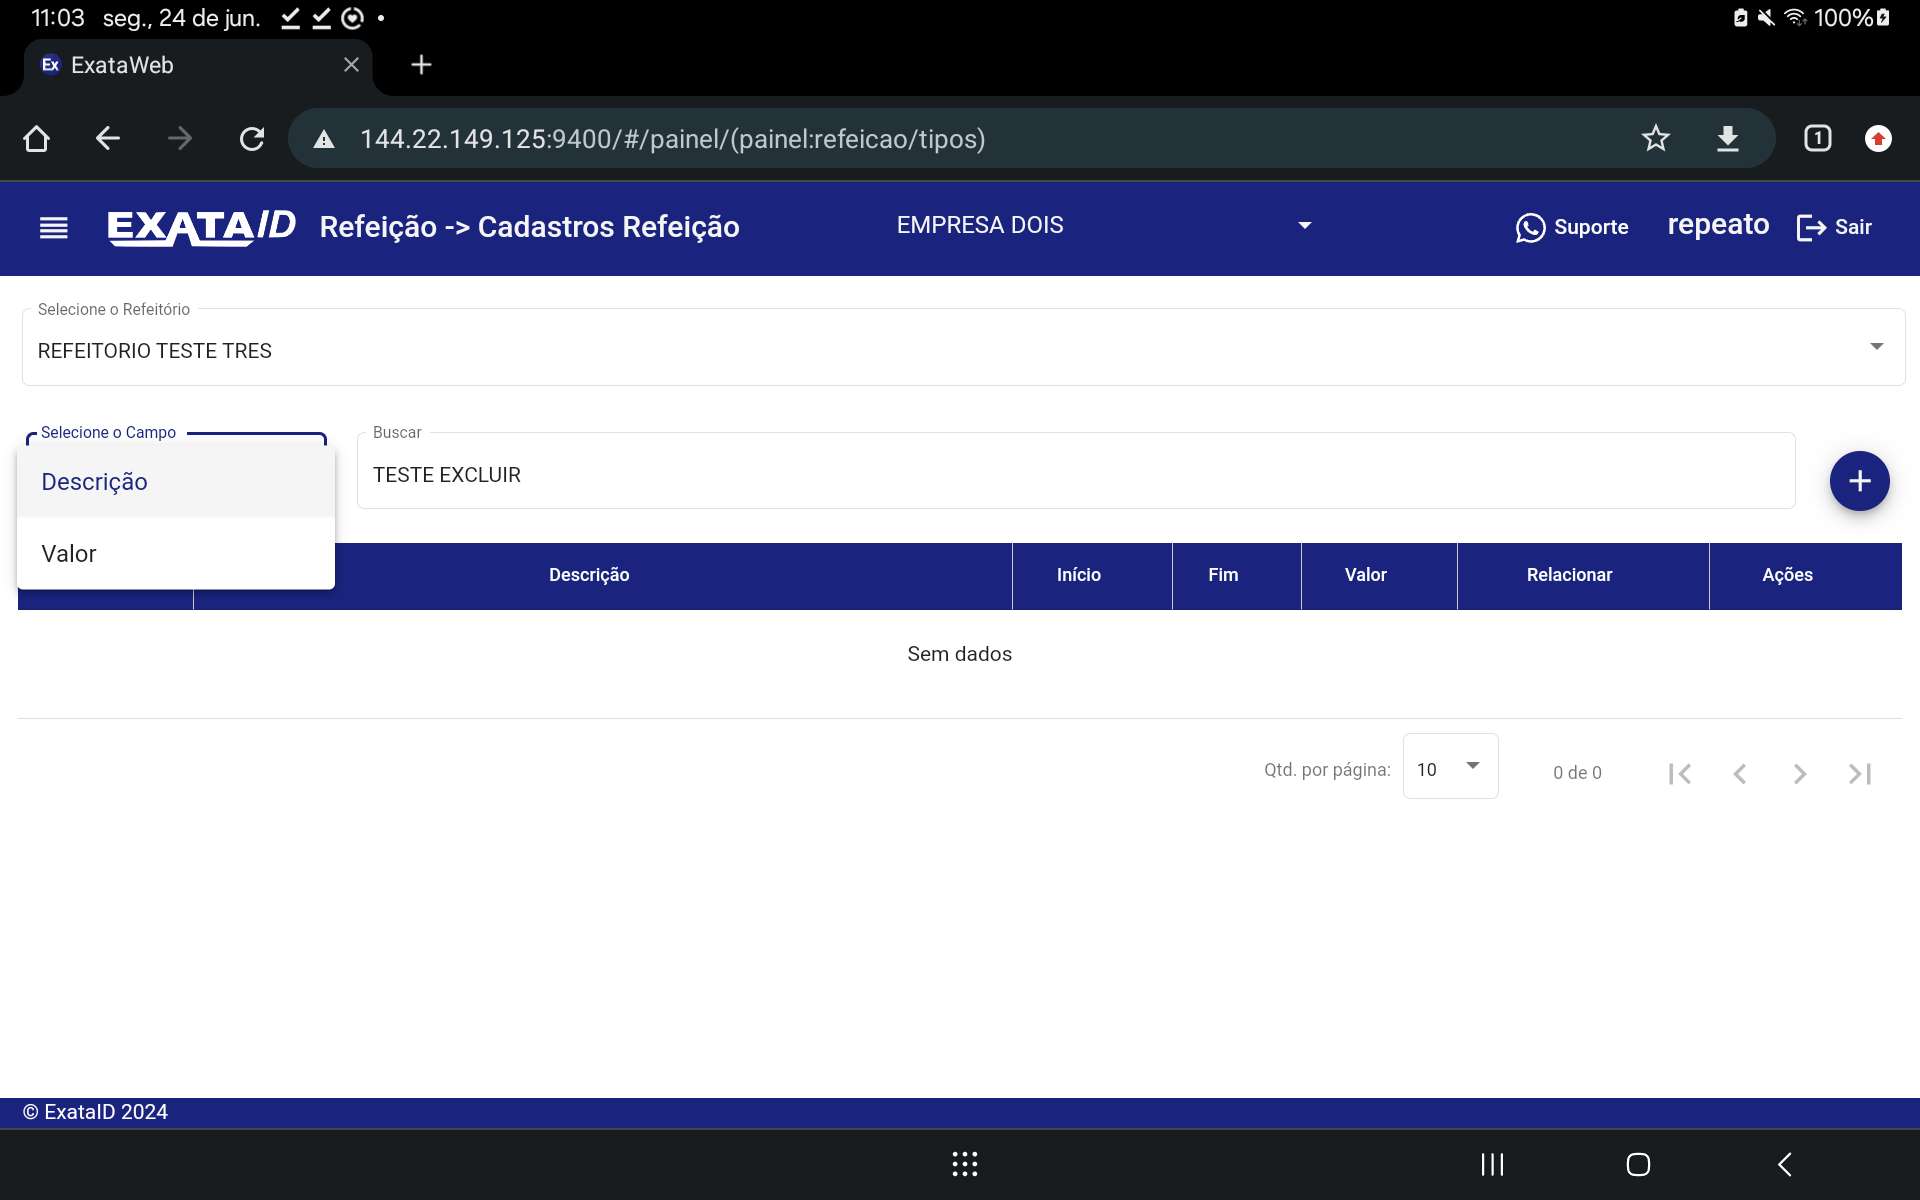 11:03 seg., 24 de jun.
100%
Ex ExataWeb
144.22.149.125:9400/#/painel/(painel:refeicao/tipos)
1
EXATAID Refeição -> Cadastros Refeição
EMPRESA DOIS
Suporte
repeato
Sair
Selecione o Refeitório
REFEITORIO TESTE TRES
Selecione o Campo
Descrição
Valor
Buscar
TESTE EXCLUIR
Descrição
Início
Fim
Valor
Relacionar
Ações
Sem dados
Qtd. por página:
10
0 de 0
© ExataID 2024